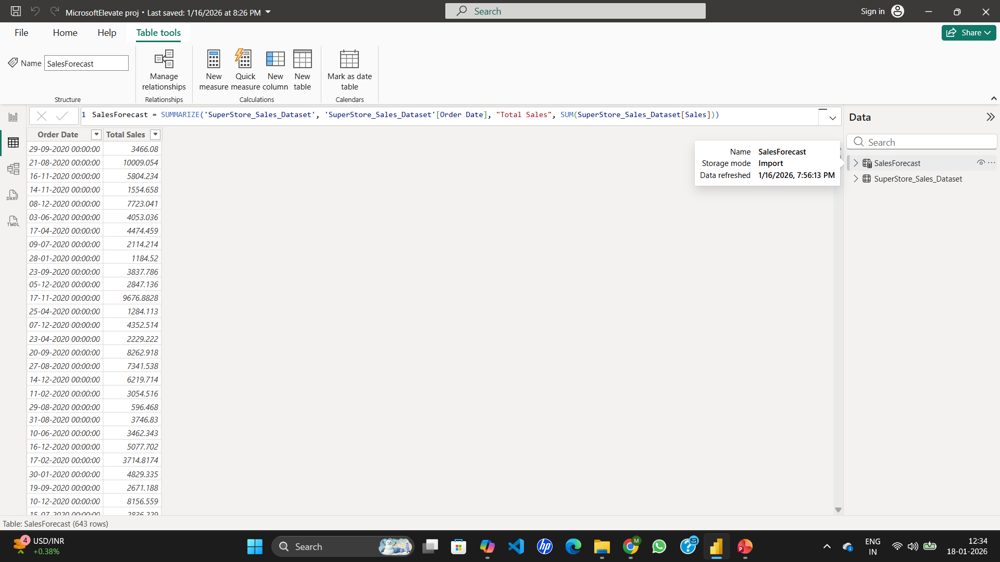 MicrosoftElevate proj • Last saved: 1/16/2026 at 8:26 PM
Search
Sign in
File
Home
Help
Table tools
Share
Name
SalesForecast
Manage
relationships
New
measure
Quick
measure
New
column
New
table
Mark as date
table
Structure
Relationships
Calculations
Calendars
1 SalesForecast = SUMMARIZE('SuperStore_Sales_Dataset', 'SuperStore_Sales_Dataset'[Order Date], "Total Sales", SUM(SuperStore_Sales_Dataset[Sales]))
Order Date Total Sales
29-09-2020 00:00:00 3466.08
21-08-2020 00:00:00 10009.054
16-11-2020 00:00:00 5804.234
14-11-2020 00:00:00 1554.658
08-12-2020 00:00:00 7723.041
03-06-2020 00:00:00 4053.036
17-04-2020 00:00:00 4474.459
09-07-2020 00:00:00 2114.214
28-01-2020 00:00:00 1184.52
23-09-2020 00:00:00 3837.786
05-12-2020 00:00:00 2847.136
17-11-2020 00:00:00 9676.8828
25-04-2020 00:00:00 1284.113
07-12-2020 00:00:00 4352.514
23-04-2020 00:00:00 2229.222
20-09-2020 00:00:00 8262.918
27-08-2020 00:00:00 7341.538
14-12-2020 00:00:00 6219.714
11-02-2020 00:00:00 3054.516
29-08-2020 00:00:00 596.468
31-08-2020 00:00:00 3746.83
10-06-2020 00:00:00 3462.343
16-12-2020 00:00:00 5077.702
17-02-2020 00:00:00 3714.8174
30-01-2020 00:00:00 4829.335
19-09-2020 00:00:00 2671.188
10-12-2020 00:00:00 8156.559
15-07-2020 00:00:00 2836.229
DAX
TMDL
Name SalesForecast
Storage mode Import
Data refreshed 1/16/2026, 7:56:13 PM
Data
Search
SalesForecast
SuperStore_Sales_Dataset
Table: SalesForecast (643 rows)
4
USD/INR
+0.38%
Search
hp
M
P
ENG
IN
12:34
18-01-2026